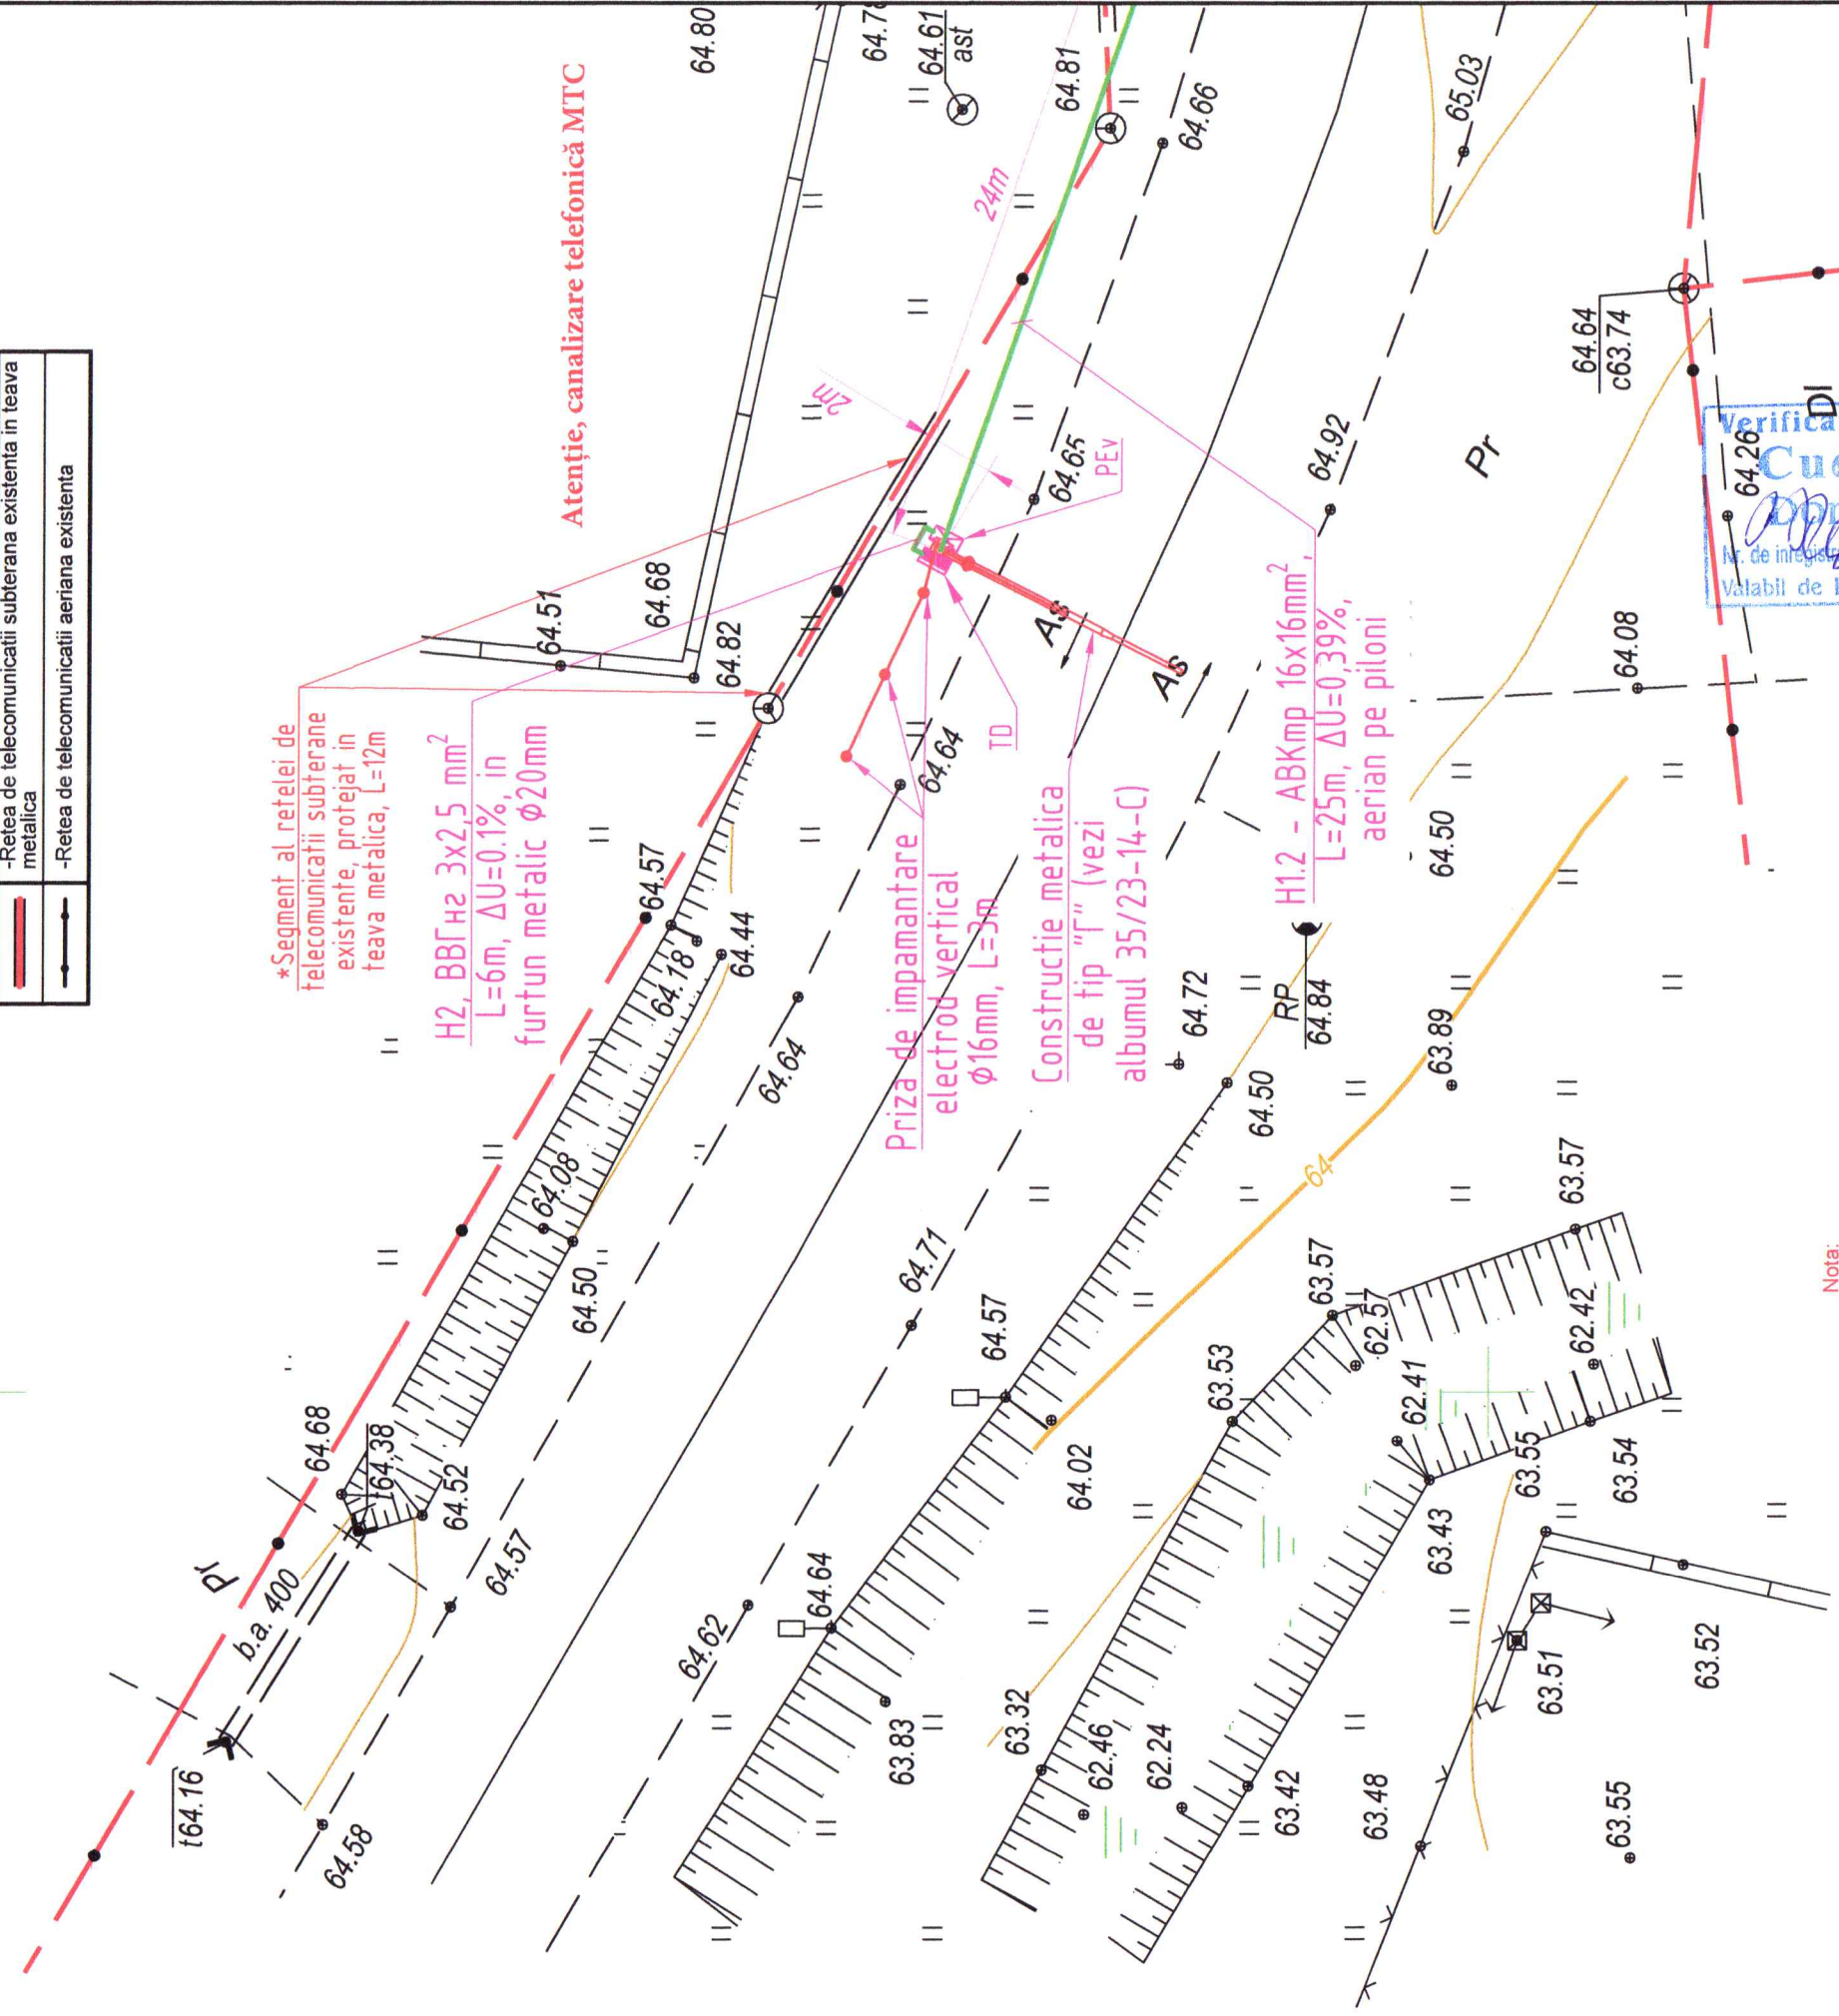 -Retea de telecomunicatii subterana existenta in teava
metalica
-Retea de telecomunicatii aeriana existenta
Atenție, canalizare telefonică MTC
*Segment al retelei de
telecomunicatii subterane
existente, protejat in
teava metalica, L=12m
H2, ВВГнг 3x2,5 mm²
L=6m, ΔU=0.1%, in
furtun metalic ϕ20mm
Priza de impamantare
electrod vertical
ϕ16mm, L=3m
Constructie metalica
de tip "Г" (vezi
albumul 35/23-14-C)
H1.2 - ABKmp 16x16mm²,
L=25m, ΔU=0,39%,
aerian pe piloni
24m
2m
PEv
TD
As
As
Pr
Pr
DI
RP
64.84
64.80
64.61
ast
64.81
64.66
65.03
64.65
64.92
64.64
c63.74
64.26
64.08
64.51
64.68
64.82
64.64
64.57
64.18
64.44
64.64
64.72
64.50
64.50
63.89
64
64.08
64.50
64.71
64.57
63.57
63.57
62.57
62.42
62.41
63.53
64.02
63.55
63.54
63.43
64.68
t64.38
64.52
64.57
b.a. 400
t64.16
64.58
64.62
64.64
63.83
63.32
62.46
62.24
63.42
63.48
63.51
63.52
63.55
Nota:
Valabil de